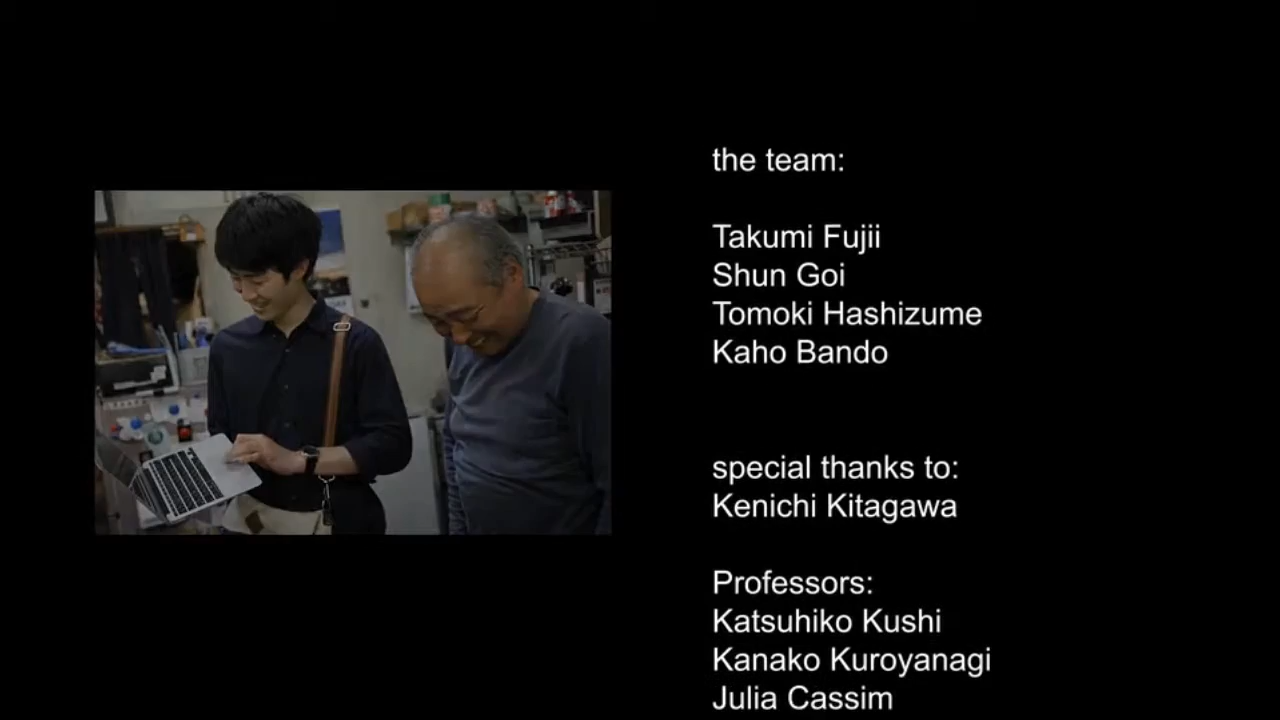 the team:
Takumi Fujii
Shun Goi
Tomoki Hashizume
Kaho Bando
special thanks to:
Kenichi Kitagawa
Professors:
Katsuhiko Kushi
Kanako Kuroyanagi
Julia Cassim